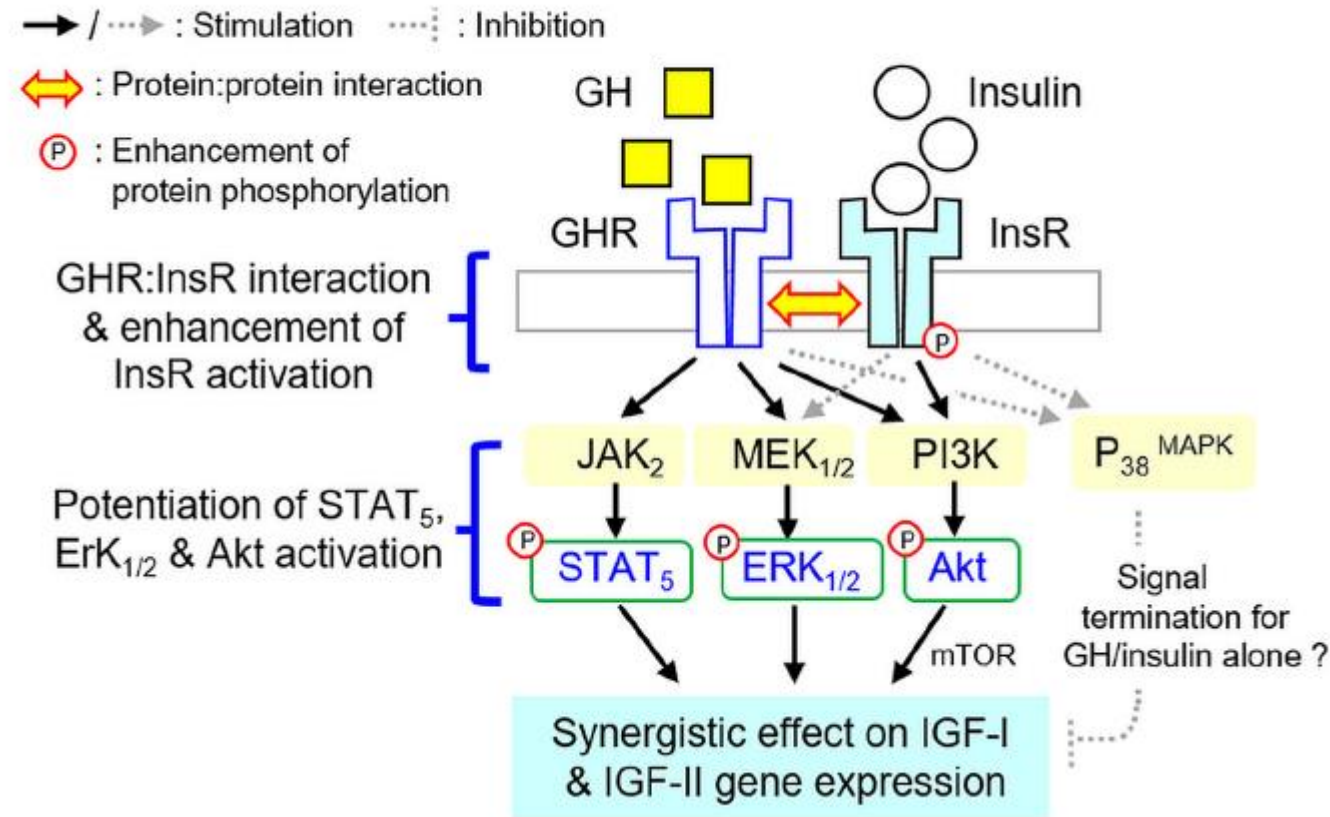 / : Stimulation : Inhibition
: Protein:protein interaction
P : Enhancement of
protein phosphorylation
GH Insulin
GHR InsR
GHR:InsR interaction
& enhancement of
InsR activation
P
JAK2 MEK1/2 PI3K P38 MAPK
Potentiation of STAT5,
ErK1/2 & Akt activation
P STAT5 P ERK1/2 P Akt
Signal
termination for
GH/insulin alone ?
mTOR
Synergistic effect on IGF-I
& IGF-II gene expression